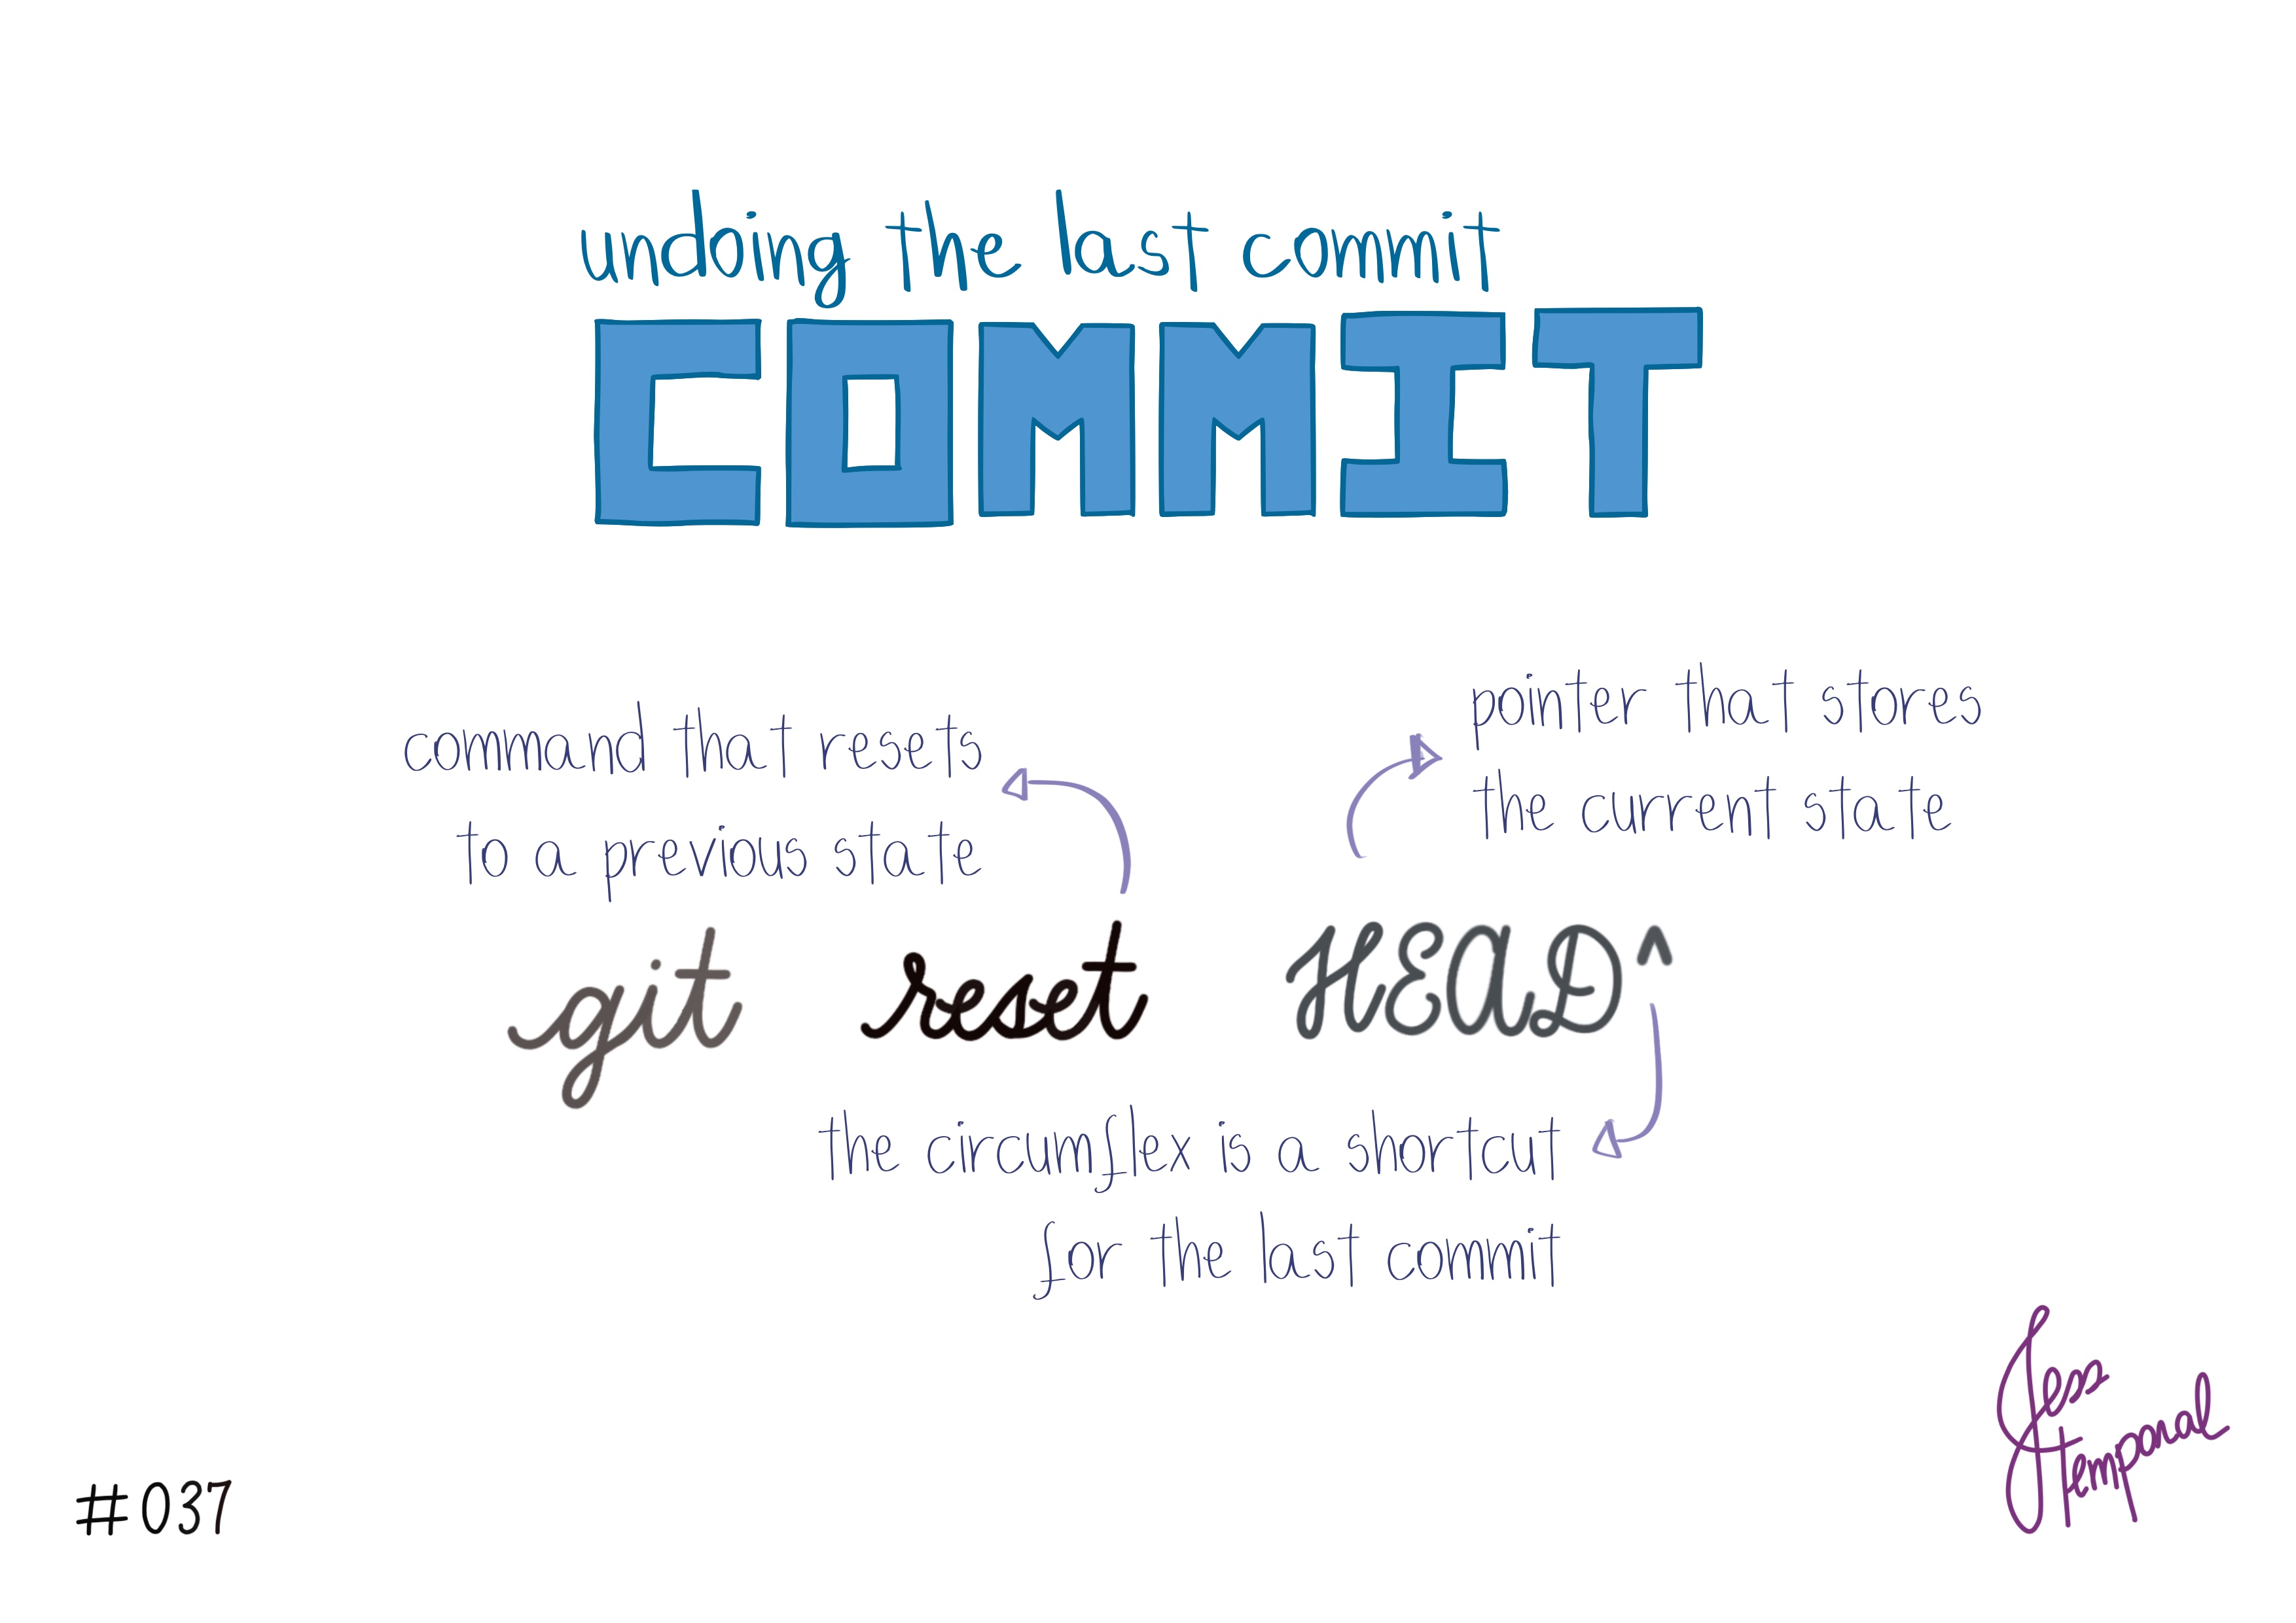 undoing the last commit
COMMIT
command that resets
to a previous state
pointer that stores
the current state
git reset HEAD^
the circumflex is a shortcut
for the last commit
Jess
temporal
#037